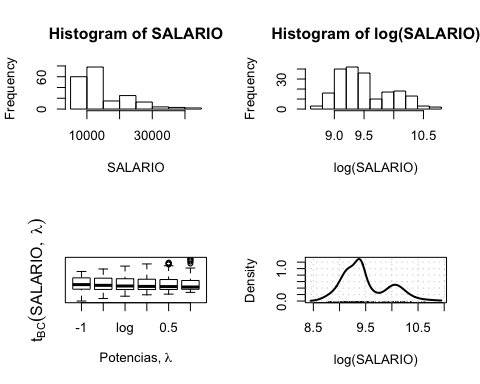 Histogram of SALARIO
Frequency
0 60
10000 30000
SALARIO
Histogram of log(SALARIO)
Frequency
0 30
9.0 9.5 10.5
log(SALARIO)
t_BC(SALARIO, λ)
-1 log 0.5
Potencias, λ
Density
0.0 1.0
8.5 9.5 10.5
log(SALARIO)